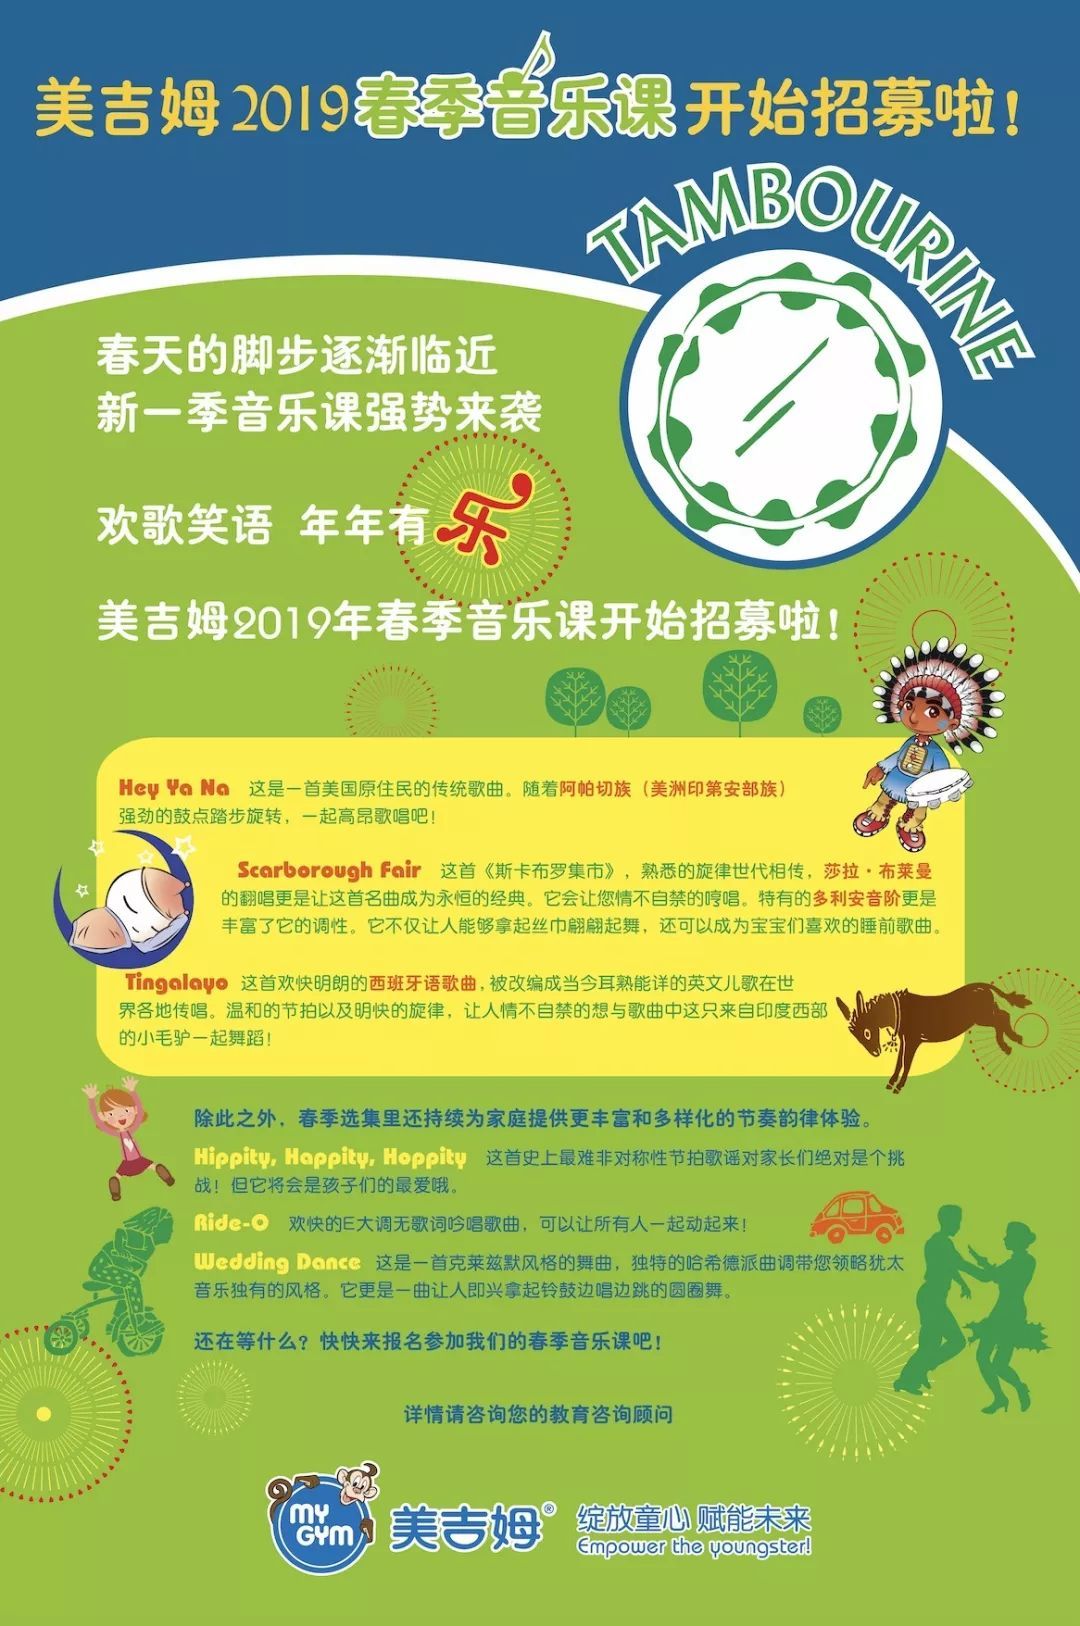 美吉姆2019春季音乐课开始招募啦！
TAMBOURINE
春天的脚步逐渐临近
新一季音乐课强势来袭
欢歌笑语 年年有乐
美吉姆2019年春季音乐课开始招募啦！
Hey Ya Na 这是一首美国原住民的传统歌曲。随着阿帕切族（美洲印第安部族）
强劲的鼓点踏步旋转，一起高昂歌唱吧！
Scarborough Fair 这首《斯卡布罗集市》，熟悉的旋律世代相传，莎拉·布莱曼
的翻唱更是让这首名曲成为永恒的经典。它会让您情不自禁的哼唱。特有的多利安音阶更是
丰富了它的调性。它不仅让人能够拿起丝巾翩翩起舞，还可以成为宝宝们喜欢的睡前歌曲。
Tingalayo 这首欢快明朗的西班牙语歌曲，被改编成当今耳熟能详的英文儿歌在世
界各地传唱。温和的节拍以及明快的旋律，让人情不自禁的想与歌曲中这只来自印度西部
的小毛驴一起舞蹈！
除此之外，春季选集里还持续为家庭提供更丰富和多样化的节奏韵律体验。
Hippity, Happity, Hoppity 这首史上最难非对称性节拍歌谣对家长们绝对是个挑
战！但它将会是孩子们的最爱哦。
Ride-O 欢快的E大调无歌词吟唱歌曲，可以让所有人一起动起来！
Wedding Dance 这是一首克莱兹默风格的舞曲，独特的哈希德派曲调带您领略犹太
音乐独有的风格。它更是一曲让人即兴拿起铃鼓边唱边跳的圆圈舞。
还在等什么？快快来报名参加我们的春季音乐课吧！
详情请咨询您的教育咨询顾问
MY
GYM
美吉姆®
绽放童心 赋能未来
Empower the youngster!